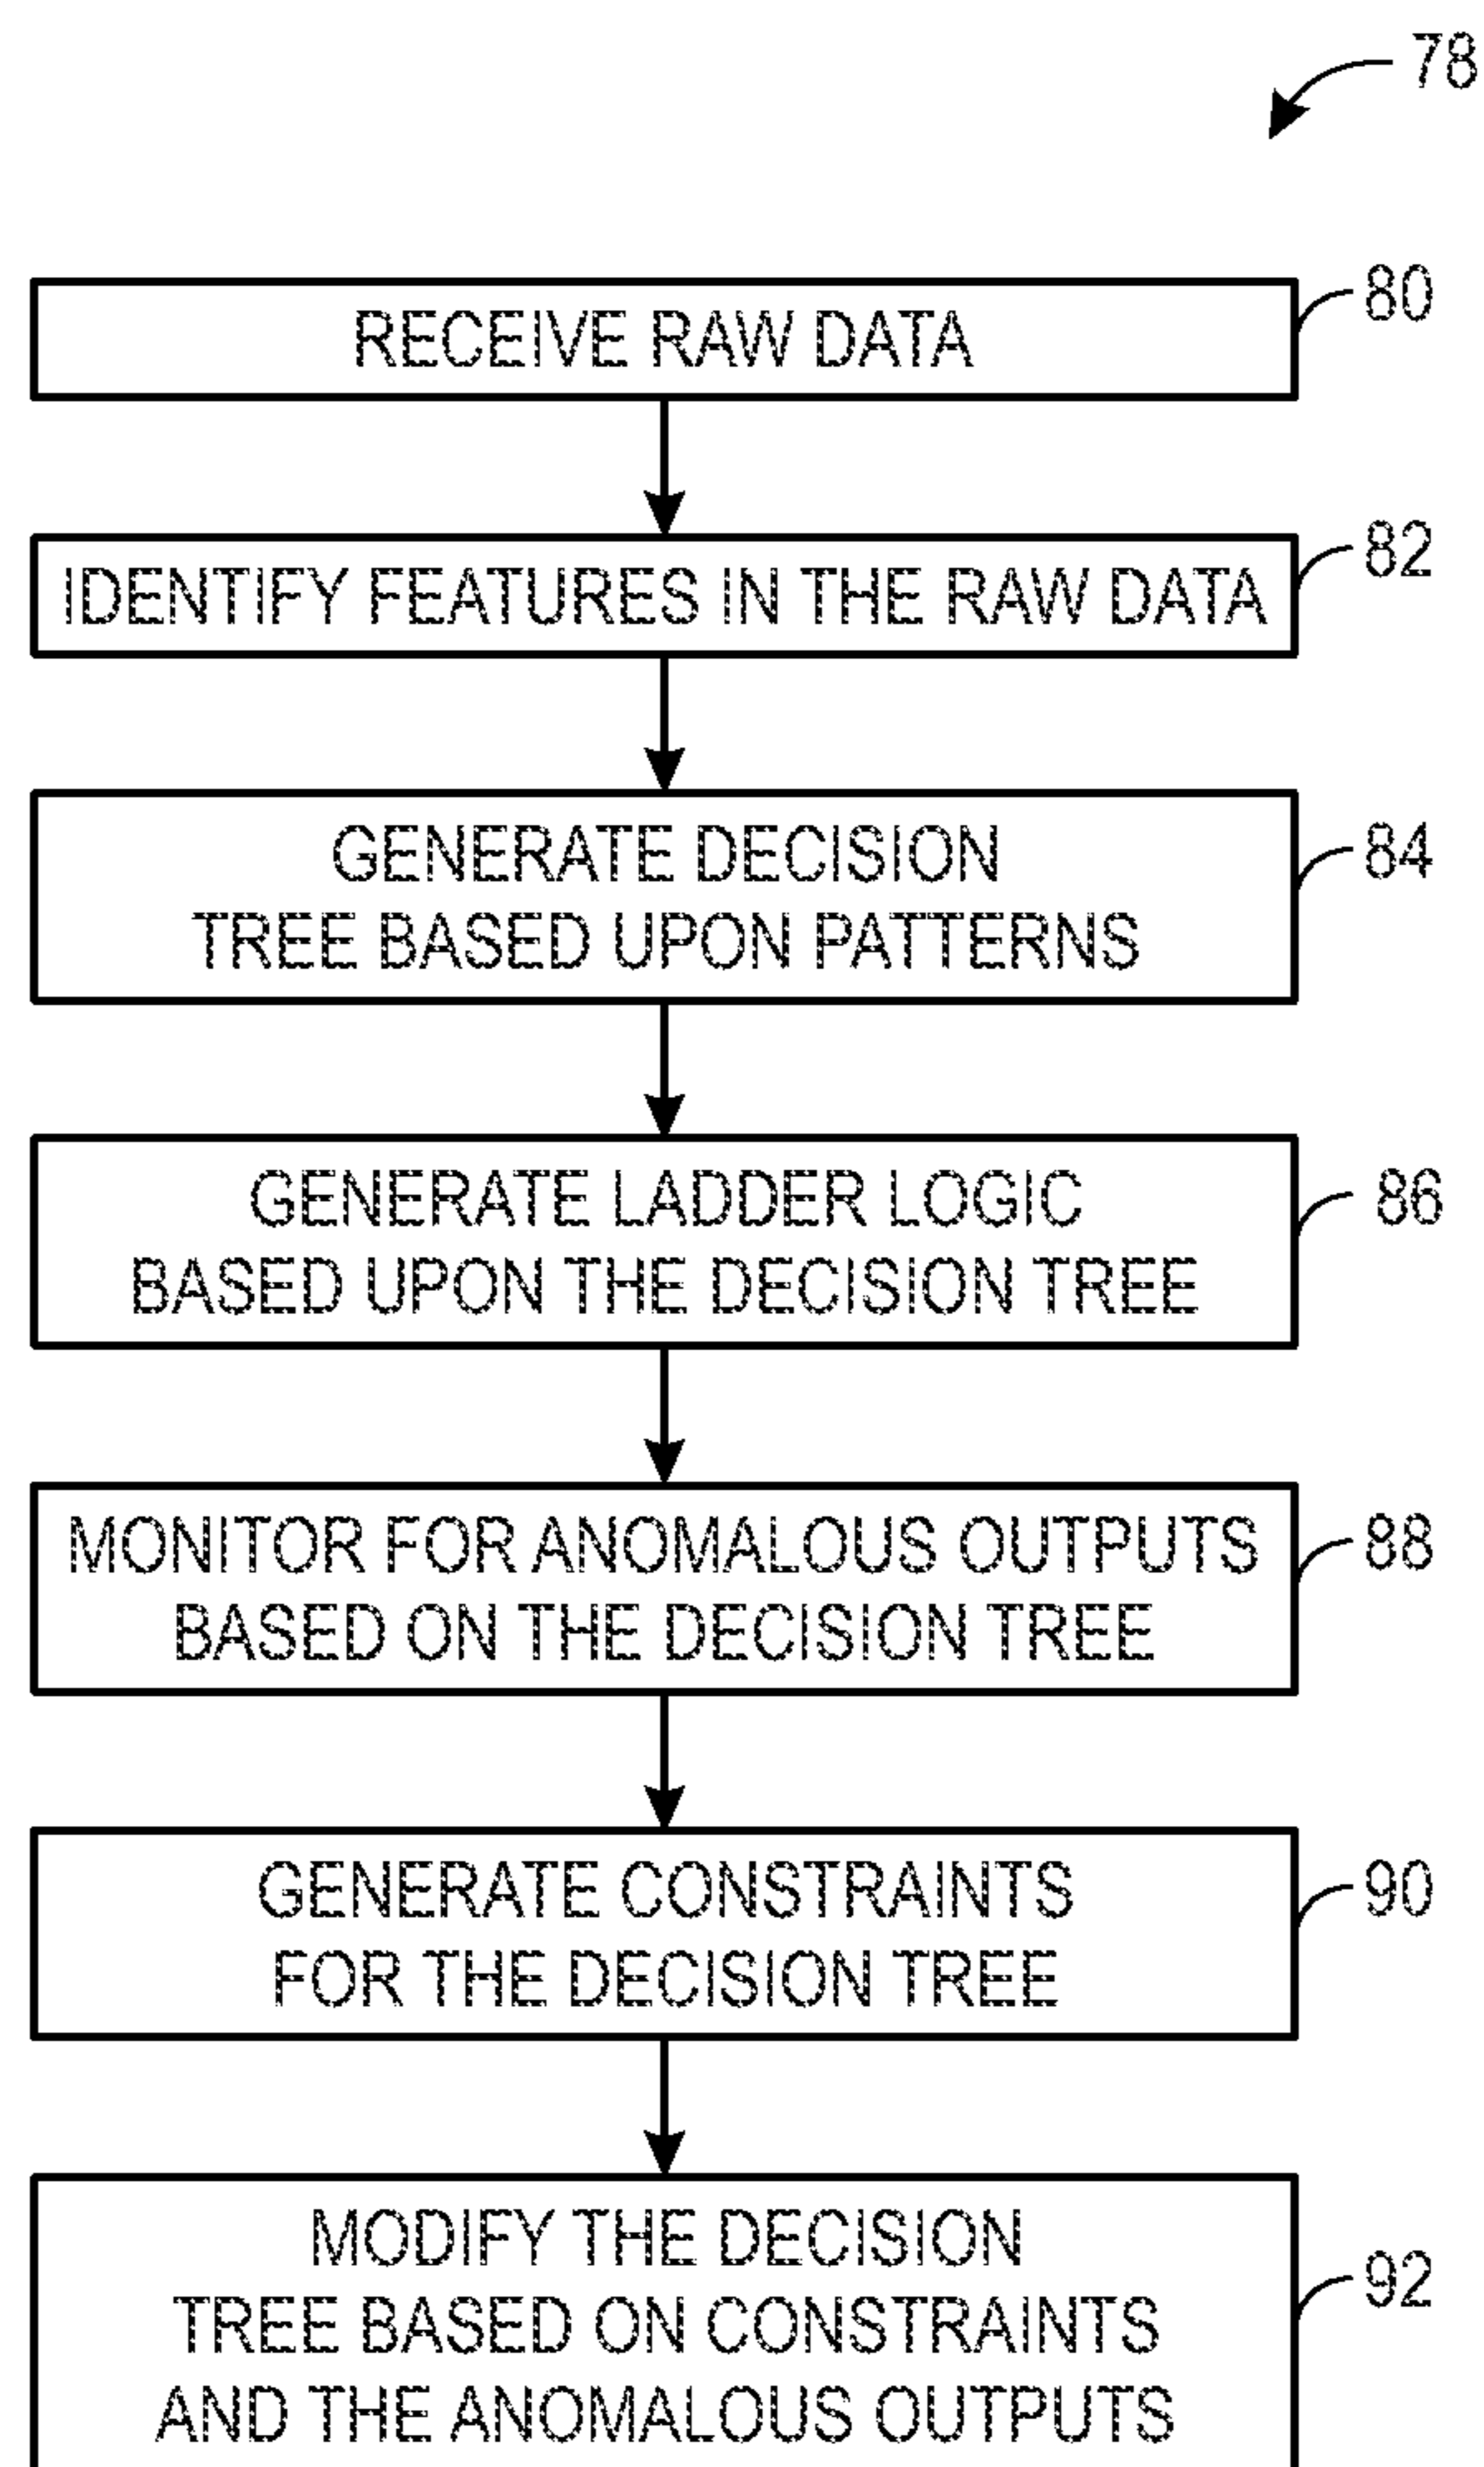 78
RECEIVE RAW DATA
80
IDENTIFY FEATURES IN THE RAW DATA
82
GENERATE DECISION
TREE BASED UPON PATTERNS
84
GENERATE LADDER LOGIC
BASED UPON THE DECISION TREE
86
MONITOR FOR ANOMALOUS OUTPUTS
BASED ON THE DECISION TREE
88
GENERATE CONSTRAINTS
FOR THE DECISION TREE
90
MODIFY THE DECISION
TREE BASED ON CONSTRAINTS
AND THE ANOMALOUS OUTPUTS
92